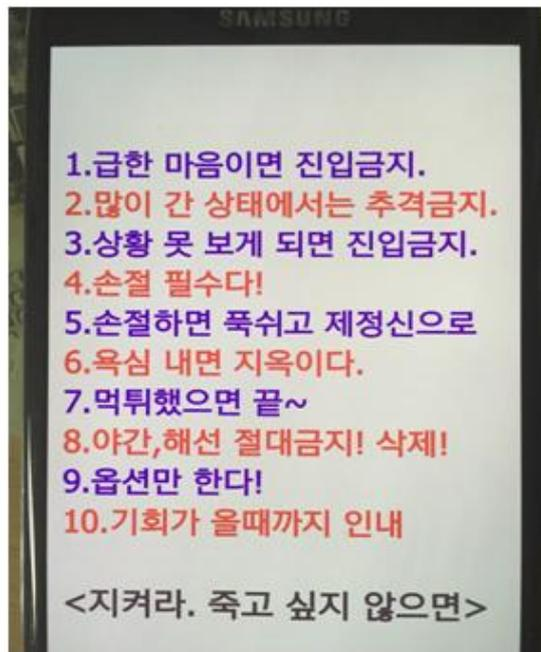 SAMSUNG
1.급한 마음이면 진입금지.
2.많이 간 상태에서는 추격금지.
3.상황 못 보게 되면 진입금지.
4.손절 필수다!
5.손절하면 푹쉬고 제정신으로
6.욕심 내면 지옥이다.
7.먹튀했으면 끝~
8.야간,해선 절대금지! 삭제!
9.옵션만 한다!
10.기회가 올때까지 인내
<지켜라. 죽고 싶지 않으면>